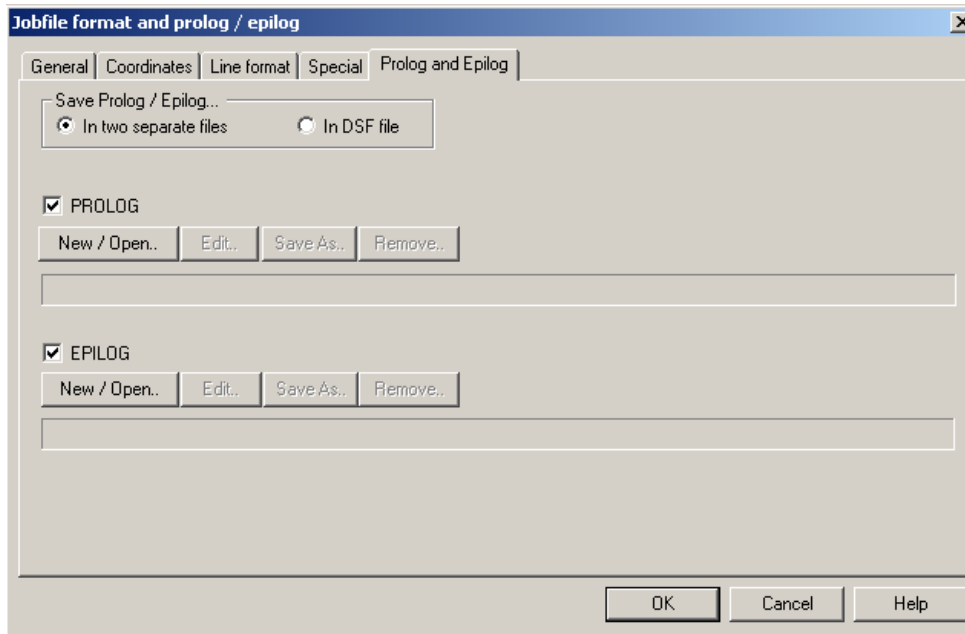 Jobfile format and prolog / epilog
General Coordinates Line format Special Prolog and Epilog
Save Prolog / Epilog...
In two separate files In DSF file
PROLOG
New / Open.. Edit.. Save As.. Remove..
EPILOG
New / Open.. Edit.. Save As.. Remove..
OK Cancel Help